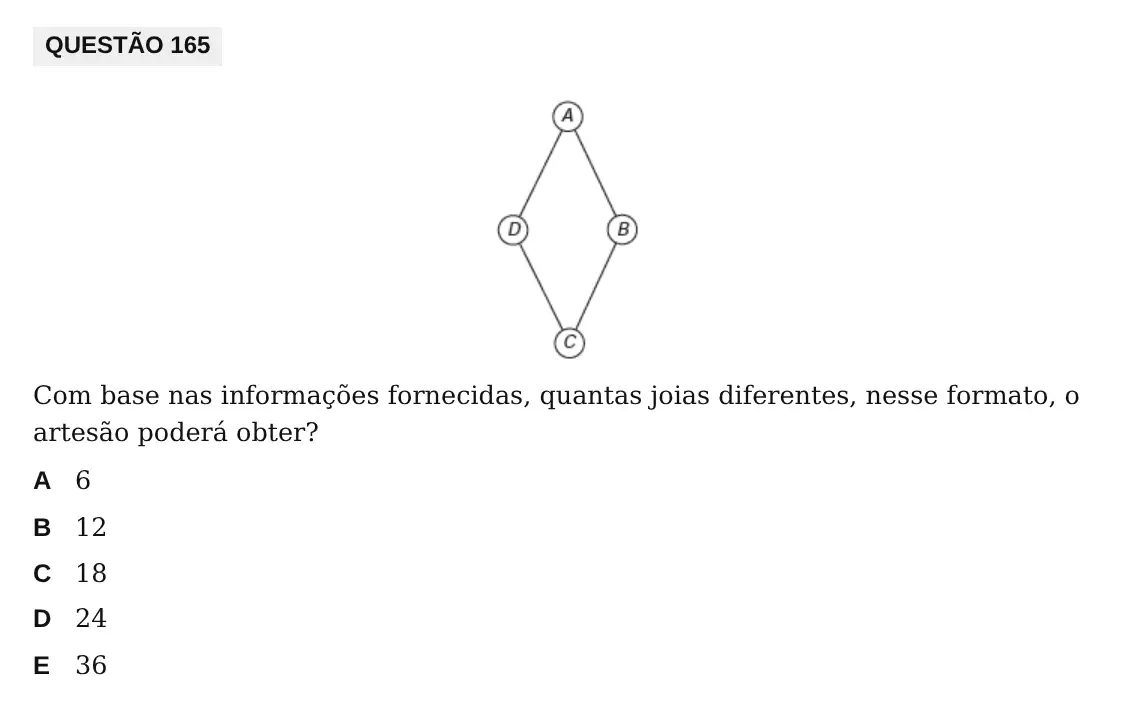 QUESTÃO 165
A
D B
C
Com base nas informações fornecidas, quantas joias diferentes, nesse formato, o
artesão poderá obter?
A 6
B 12
C 18
D 24
E 36